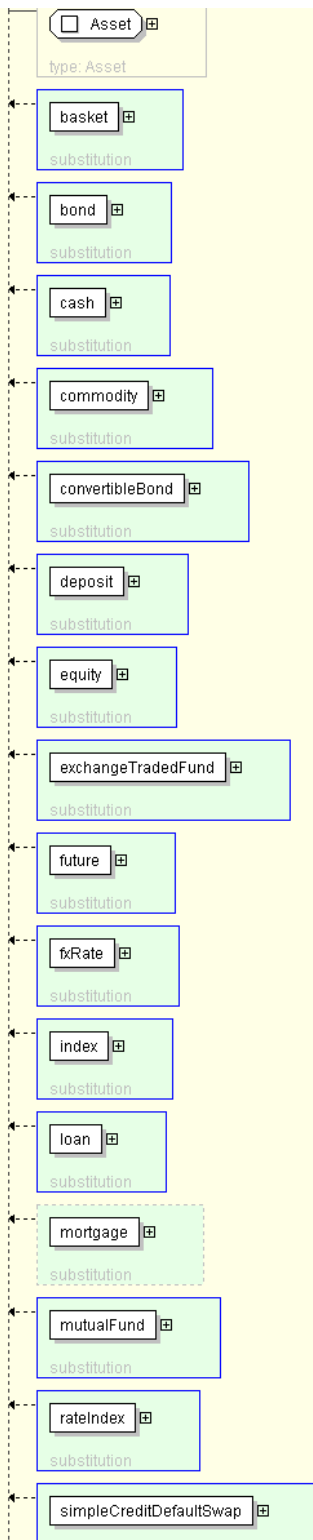 Asset
type: Asset
basket
substitution
bond
substitution
cash
substitution
commodity
substitution
convertibleBond
substitution
deposit
substitution
equity
substitution
exchangeTradedFund
substitution
future
substitution
fxRate
substitution
index
substitution
loan
substitution
mortgage
substitution
mutualFund
substitution
rateIndex
substitution
simpleCreditDefaultSwap